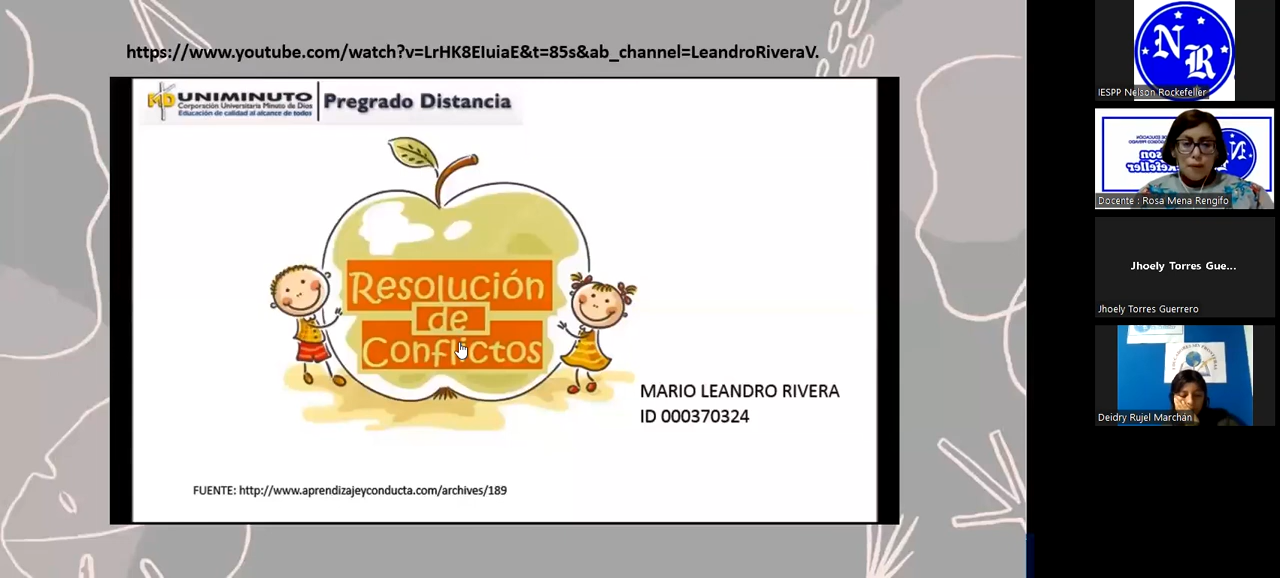 https://www.youtube.com/watch?v=LrHK8EIuiaE&t=85s&ab_channel=LeandroRiveraV.
UNIMINUTO
Corporación Universitaria Minuto de Dios
Educación de calidad al alcance de todos
Pregrado Distancia
Resolución
de
Conflictos
MARIO LEANDRO RIVERA
ID 000370324
FUENTE: http://www.aprendizajeyconducta.com/archives/189
NR
IESPP Nelson Rockefeller
Docente : Rosa Mena Rengifo
Jhoely Torres Gue...
Jhoely Torres Guerrero
Deidry Rujel Marchan